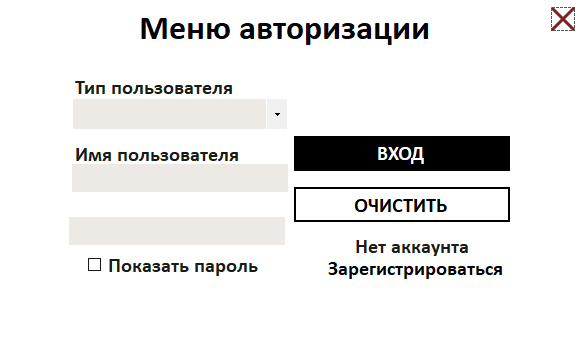 Меню авторизации
Тип пользователя
Имя пользователя
ВХОД
ОЧИСТИТЬ
Показать пароль
Нет аккаунта
Зарегистрироваться